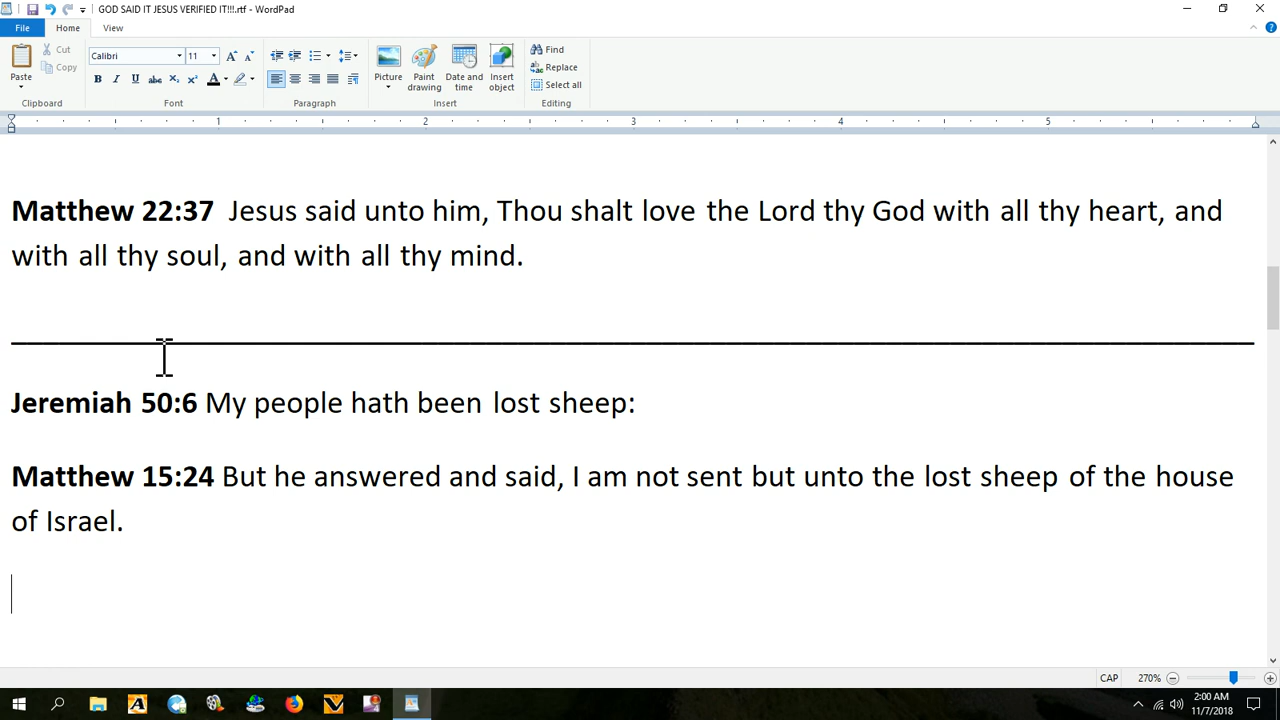 GOD SAID IT JESUS VERIFIED IT!!!.rtf - WordPad
File Home View
Paste
Cut
Copy
Clipboard
Calibri 11
Font
Paragraph
Picture
Paint drawing
Date and time
Insert object
Insert
Find
Replace
Select all
Editing
1 2 3 4 5
Matthew 22:37 Jesus said unto him, Thou shalt love the Lord thy God with all thy heart, and
with all thy soul, and with all thy mind.
Jeremiah 50:6 My people hath been lost sheep:
Matthew 15:24 But he answered and said, I am not sent but unto the lost sheep of the house
of Israel.
CAP 270%
2:00 AM
11/7/2018